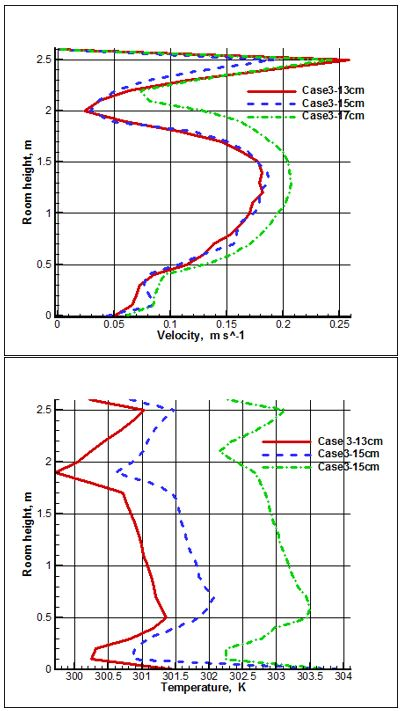 2.5
2
1.5
1
0.5
0
Room height, m
Case3-13cm
Case3-15cm
Case3-17cm
0 0.05 0.1 0.15 0.2 0.25
Velocity, m s^-1
2.5
2
1.5
1
0.5
0
Room height, m
Case 3-13cm
Case3-15cm
Case3-15cm
300 300.5 301 301.5 302 302.5 303 303.5 304
Temperature, K